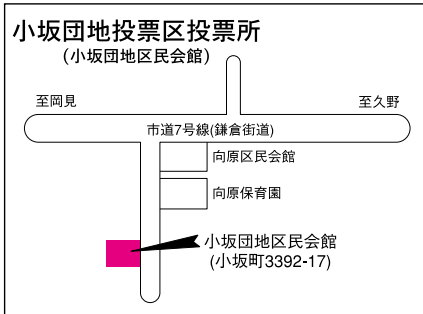 小坂団地投票区投票所
(小坂団地区民会館)
至岡見
至久野
市道7号線(鎌倉街道)
向原区民会館
向原保育園
小坂団地区民会館
(小坂町3392-17)